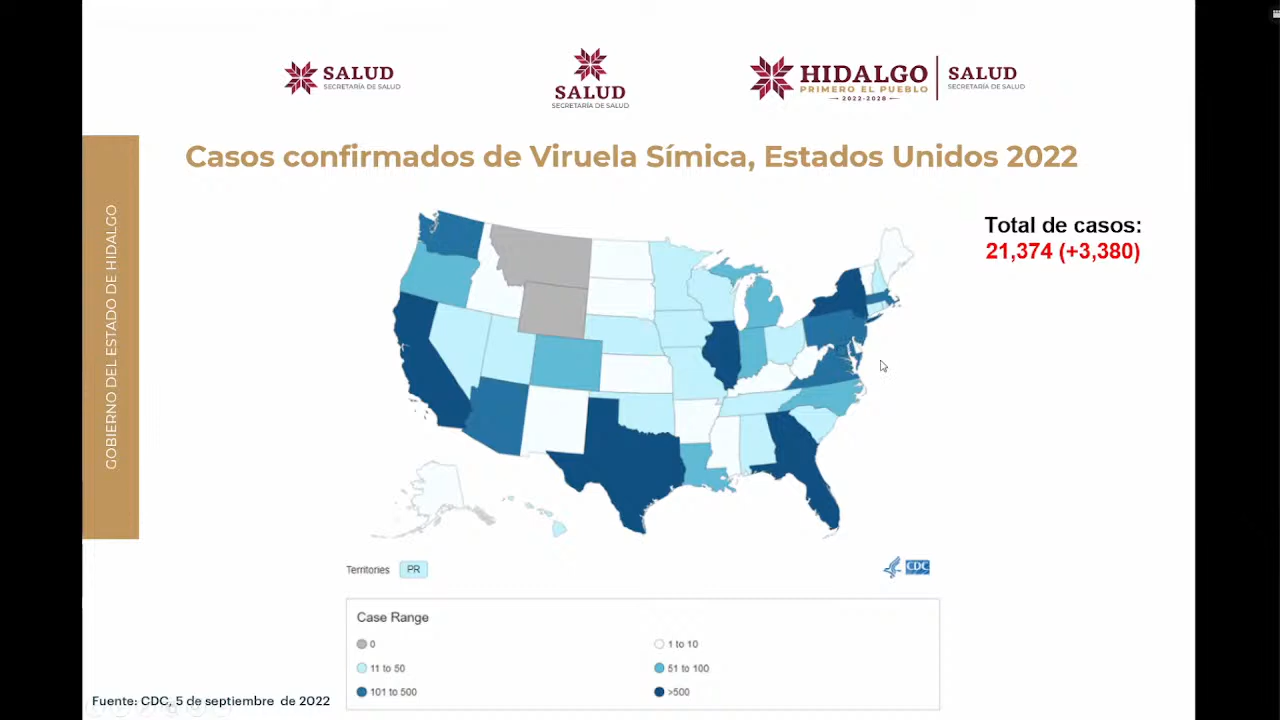 SALUD
SECRETARÍA DE SALUD
SALUD
SECRETARÍA DE SALUD
HIDALGO
PRIMERO EL PUEBLO
2022-2028
SALUD
SECRETARÍA DE SALUD
GOBIERNO DEL ESTADO DE HIDALGO
Casos confirmados de Viruela Símica, Estados Unidos 2022
Total de casos:
21,374 (+3,380)
Territories PR
CDC
Case Range
0
1 to 10
11 to 50
51 to 100
101 to 500
>500
Fuente: CDC, 5 de septiembre de 2022